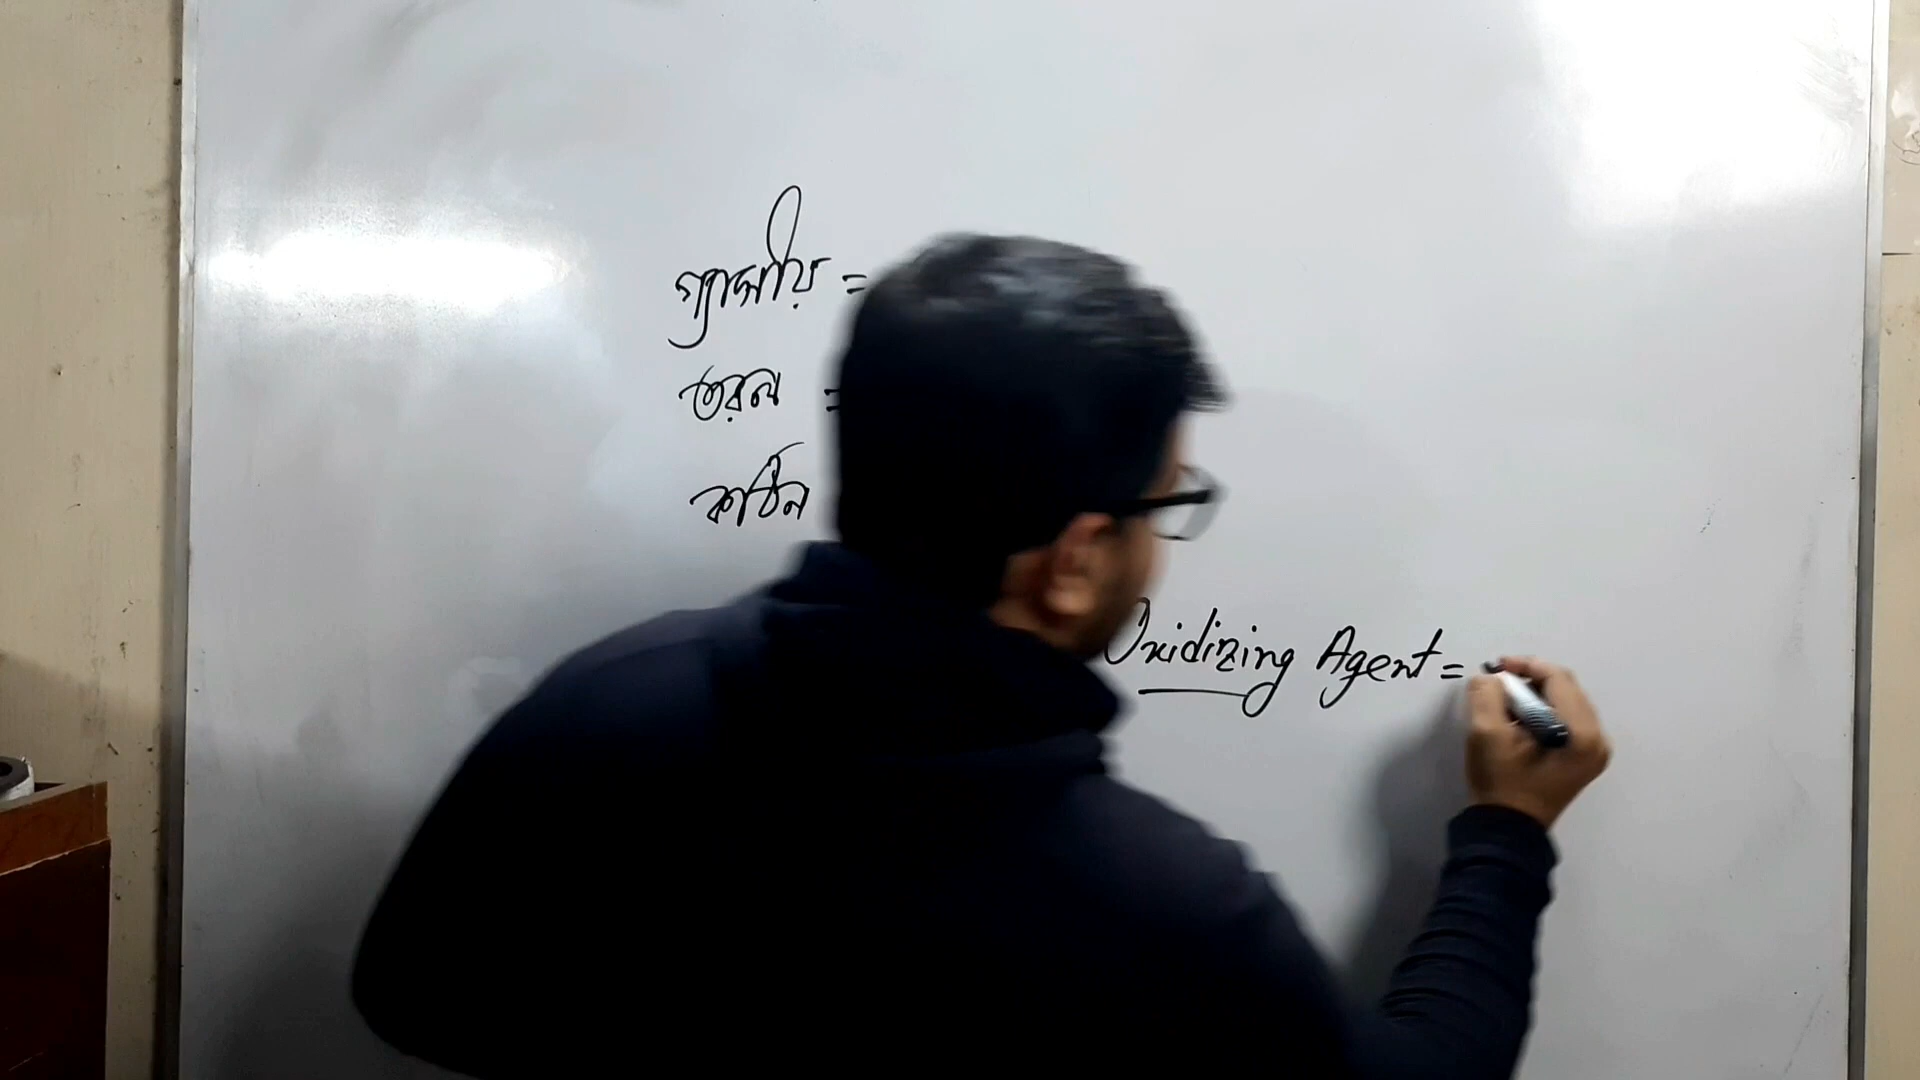 গ্যাসীয় =
তরল =
কঠিন
Oxidizing Agent =